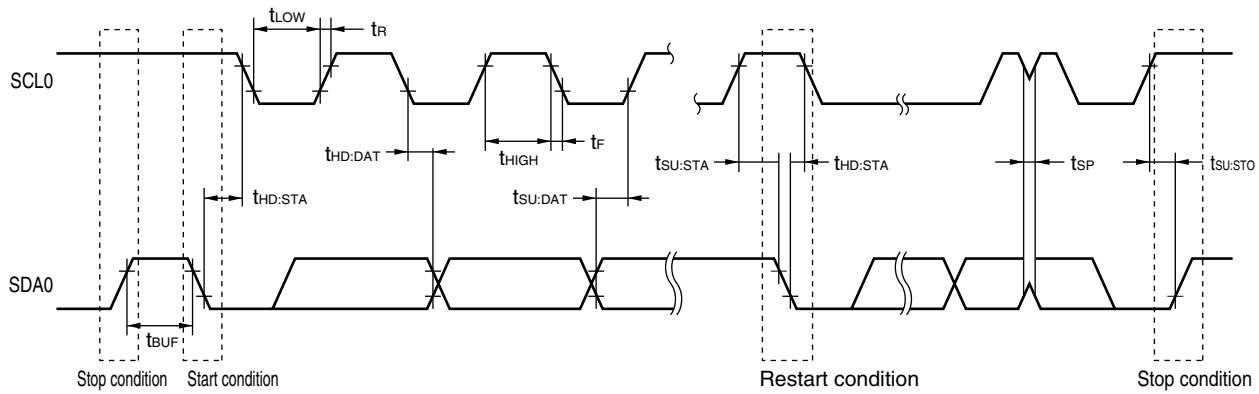 tLOW
tR
SCL0
tHD:DAT
tHIGH
tF
tSU:STA
tHD:STA
tSP
tSU:STO
tHD:STA
tSU:DAT
SDA0
tBUF
Stop condition
Start condition
Restart condition
Stop condition